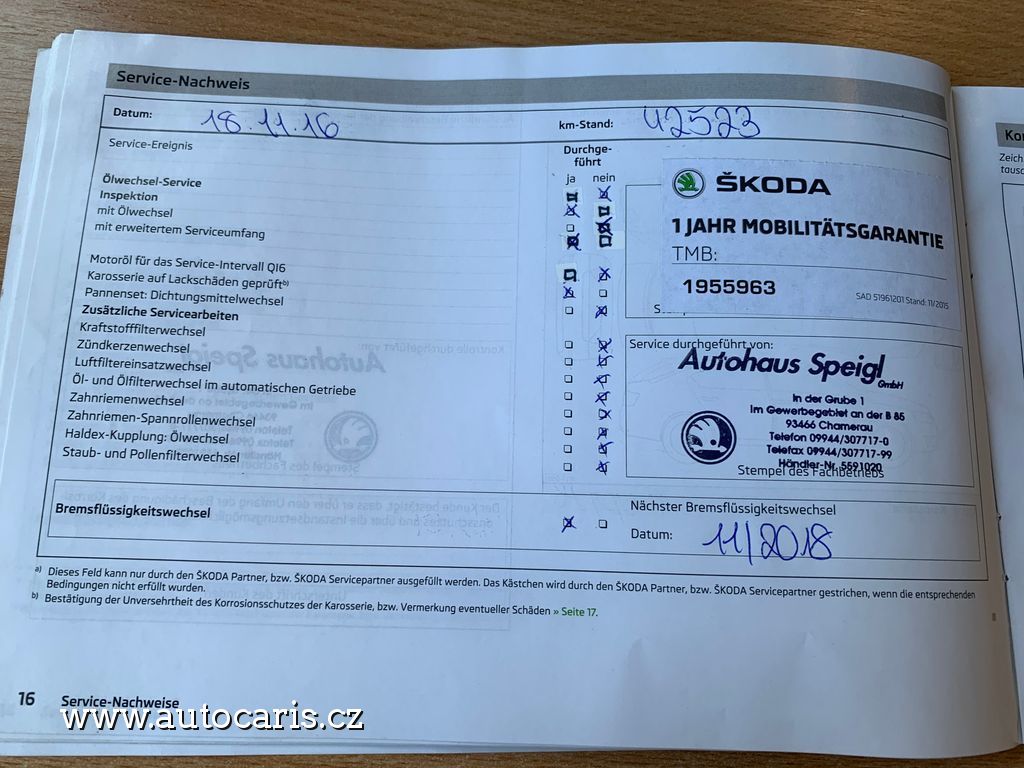 Service-Nachweis
Datum: 18.11.16 km-Stand: 42523
Service-Ereignis
Durchge-
führt
ja nein
Ölwechsel-Service
Inspektion
mit Ölwechsel
mit erweitertem Serviceumfang
Motoröl für das Service-Intervall QI6
Karosserie auf Lackschäden geprüft b)
Pannenset: Dichtungsmittelwechsel
Zusätzliche Servicearbeiten
Kraftstofffilterwechsel
Zündkerzenwechsel
Luftfiltereinsatzwechsel
Öl- und Ölfilterwechsel im automatischen Getriebe
Zahnriemenwechsel
Zahnriemen-Spannrollenwechsel
Haldex-Kupplung: Ölwechsel
Staub- und Pollenfilterwechsel
ŠKODA
1 JAHR MOBILITÄTSGARANTIE
TMB:
1955963
SAD 51961201 Stand: 11/2015
Service durchgeführt von:
Autohaus Speigl
GmbH
In der Grube 1
Im Gewerbegebiet an der B 85
93466 Chamerau
Telefon 09944/307717-0
Telefax 09944/307717-99
Händler-Nr. 5591020
Stempel des Fachbetriebs
Bremsflüssigkeitswechsel
Nächster Bremsflüssigkeitswechsel
Datum: 11/2018
a) Dieses Feld kann nur durch den ŠKODA Partner, bzw. ŠKODA Servicepartner ausgefüllt werden. Das Kästchen wird durch den ŠKODA Partner, bzw. ŠKODA Servicepartner gestrichen, wenn die entsprechenden
Bedingungen nicht erfüllt wurden.
b) Bestätigung der Unversehrtheit des Korrosionsschutzes der Karosserie, bzw. Vermerkung eventueller Schäden » Seite 17.
16 Service-Nachweise
www.autocaris.cz